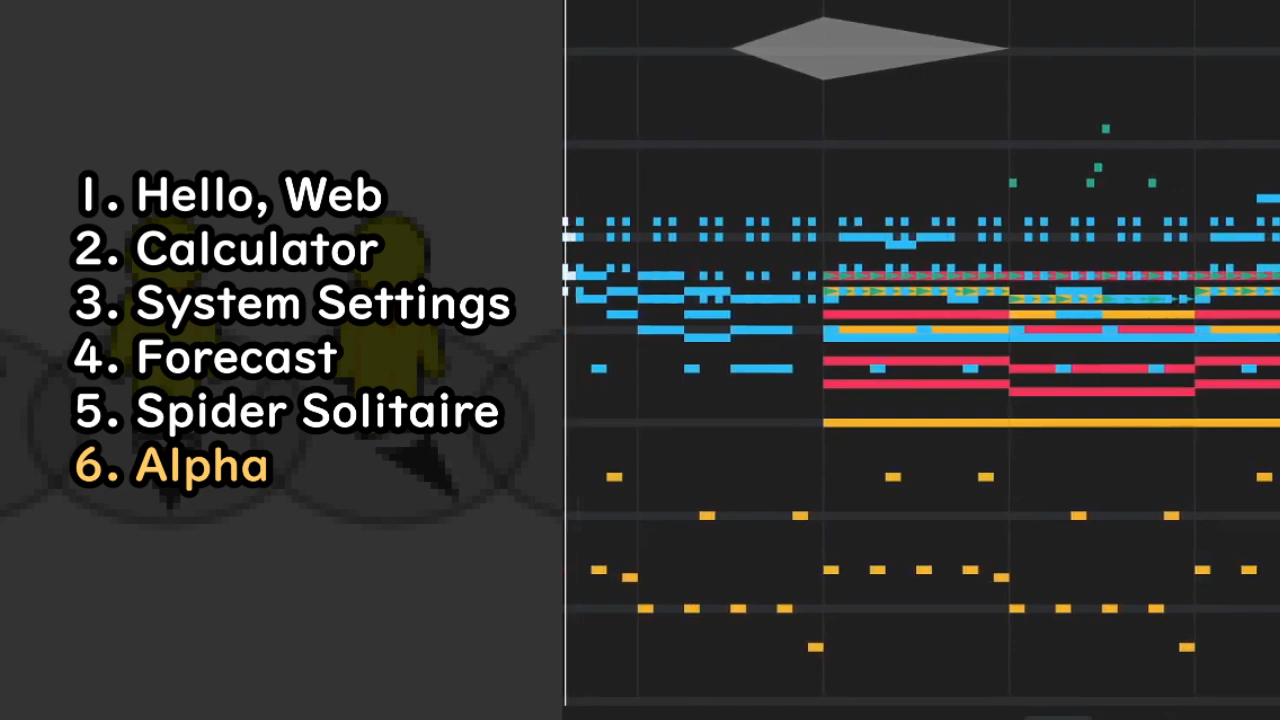 1. Hello, Web
2. Calculator
3. System Settings
4. Forecast
5. Spider Solitaire
6. Alpha